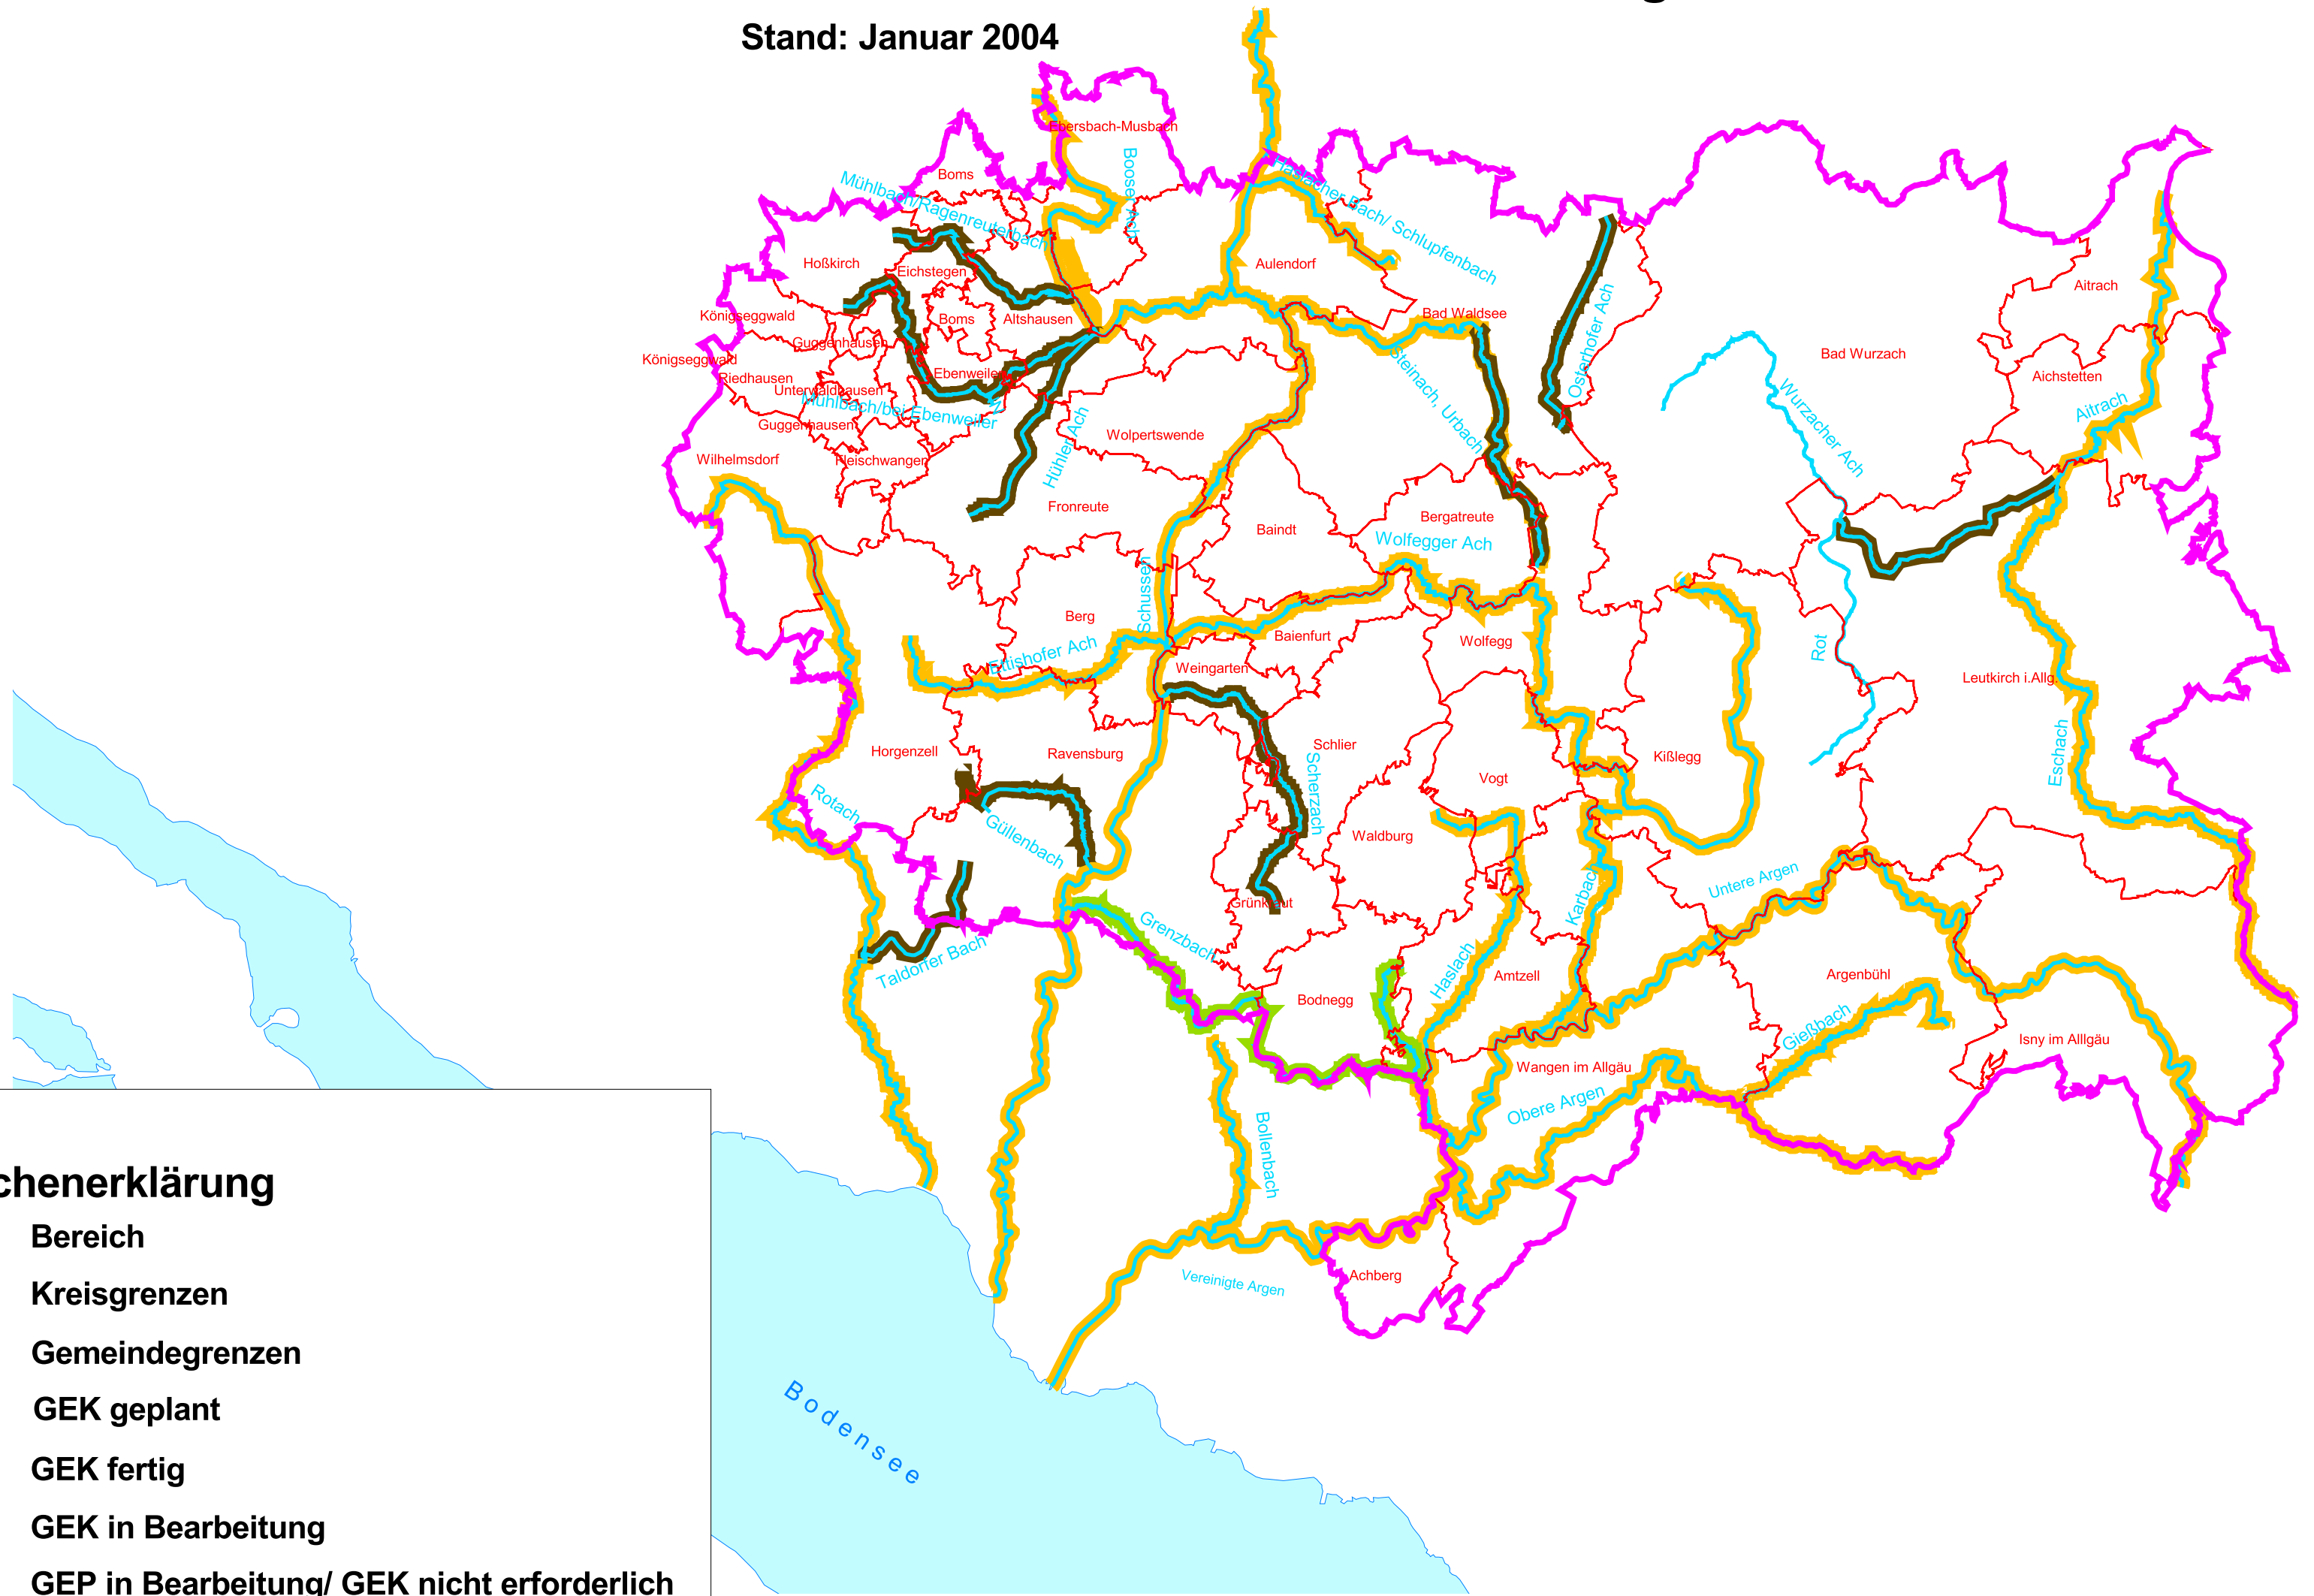 Stand: Januar 2004
Ebersbach-Musbach
Boms
Booser Ach
Mühlbach/Ragenreuterbach
Haslacher Bach/ Schlupfenbach
Hoßkirch
Eichstegen
Aulendorf
Aitrach
Königseggwald
Boms
Altshausen
Bad Waldsee
Osterhofer Ach
Guggenhausen
Bad Wurzach
Königseggwald
Riedhausen
Ebenweiler
Unterwaldhausen
Aichstetten
Mühlbach/bei Ebenweiler
Steinach, Urbach
Wurzacher Ach
Aitrach
Guggenhausen
Hühler Ach
Wolpertswende
Wilhelmsdorf
Fleischwangen
Fronreute
Baindt
Bergatreute
Wolfegger Ach
Schussen
Berg
Baienfurt
Wolfegg
Rot
Ettishofer Ach
Weingarten
Leutkirch i.Allg.
Horgenzell
Ravensburg
Schlier
Scherzach
Kißlegg
Eschach
Vogt
Rotach
Güllenbach
Waldburg
Karbach
Untere Argen
Grünkraut
Grenzbach
Taldorfer Bach
Haslach
Amtzell
Argenbühl
Bodnegg
Gießbach
Isny im Alllgäu
Wangen im Allgäu
Obere Argen
Bollenbach
Vereinigte Argen
Achberg
Bodensee
chenerklärung
Bereich
Kreisgrenzen
Gemeindegrenzen
GEK geplant
GEK fertig
GEK in Bearbeitung
GEP in Bearbeitung/ GEK nicht erforderlich